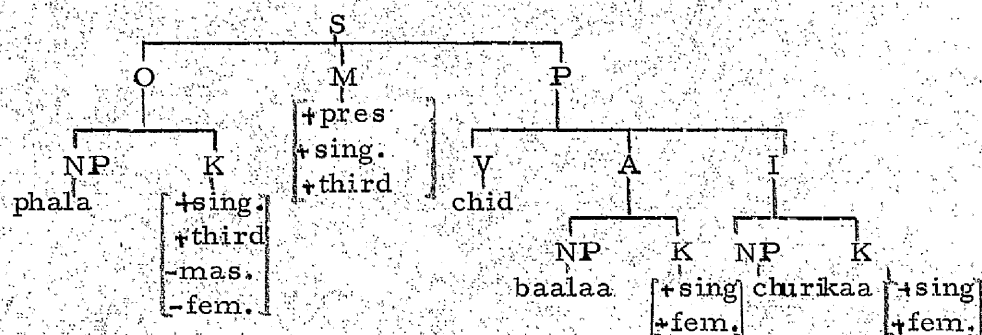 S
O M P
[+pres
+sing.
+third]
NP K V A I
phala [+sing. chid
+third
-mas.
-fem.]
NP K NP K
baalaa [+sing churikaa [+sing
+fem.] +fem.]